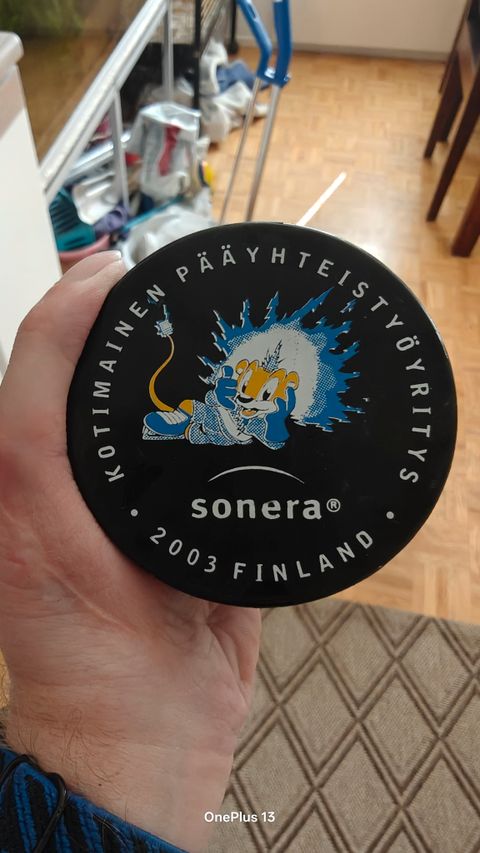 KOTIMAINEN PÄÄYHTEISTYÖYRITYS
sonera®
• 2003 FINLAND •
OnePlus 13